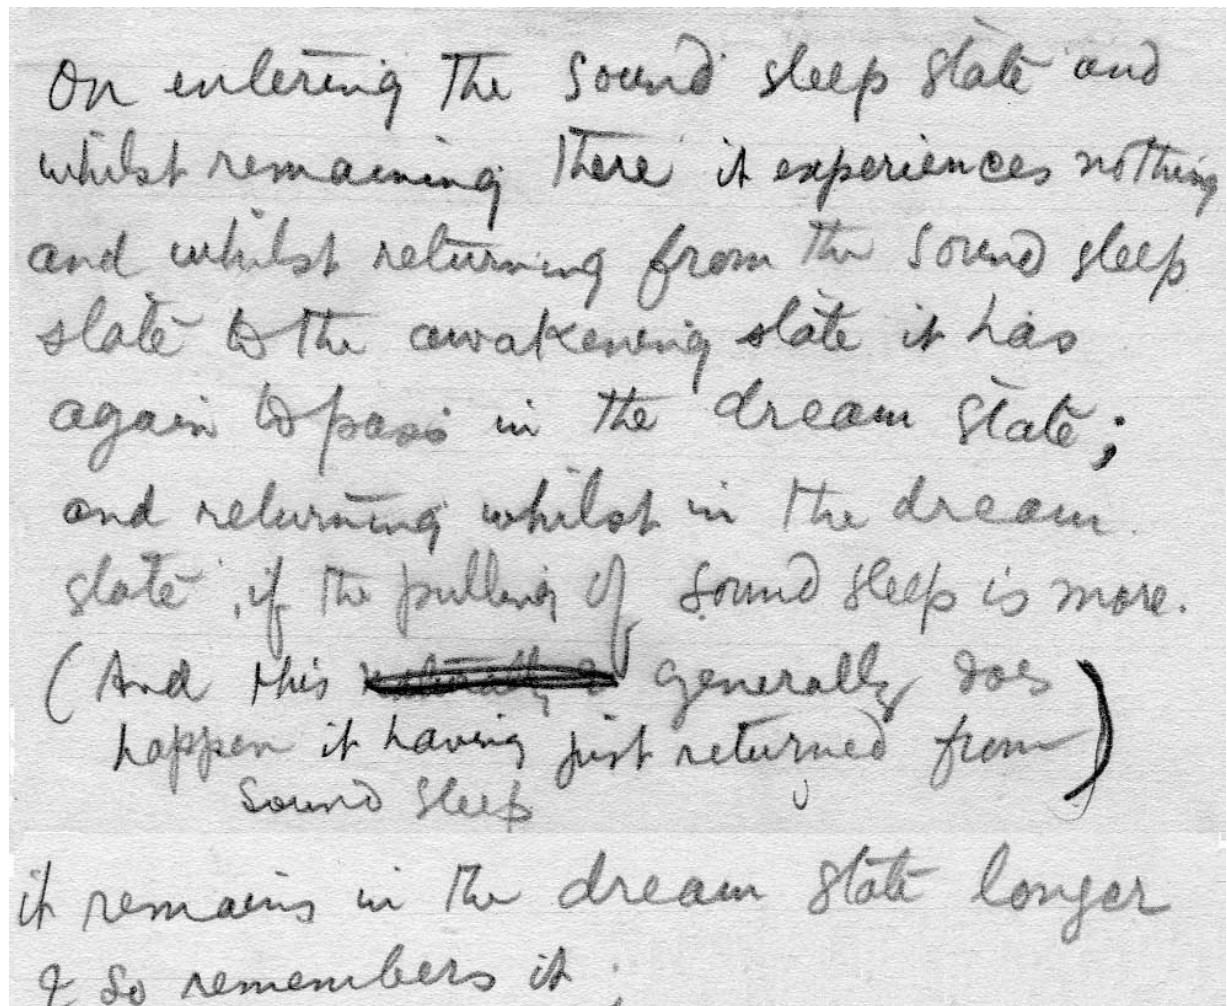 On entering the sound sleep state and
whilst remaining there it experiences nothing
and whilst returning from the sound sleep
state to the awakening state it has
again to pass in the dream state;
and returning whilst in the dream
state, if the pulling of sound sleep is more.
(And this generally does
happen it having just returned from)
sound sleep
it remains in the dream state longer
& so remembers it;